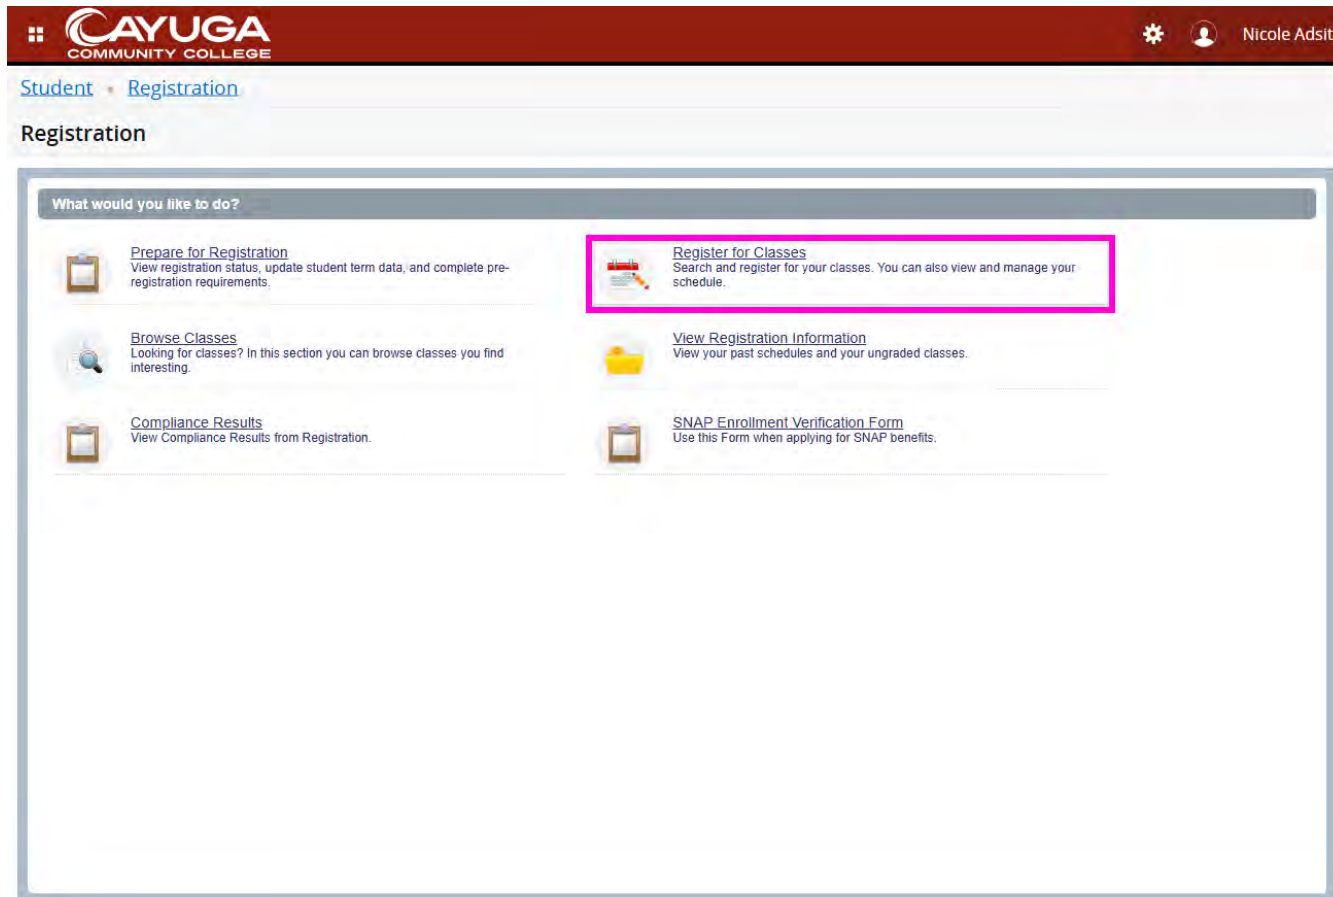 CAYUGA
COMMUNITY COLLEGE
Nicole Adsit
Student Registration
Registration
What would you like to do?
Prepare for Registration
View registration status, update student term data, and complete pre-
registration requirements.
Register for Classes
Search and register for your classes. You can also view and manage your
schedule.
Browse Classes
Looking for classes? In this section you can browse classes you find
interesting.
View Registration Information
View your past schedules and your ungraded classes.
Compliance Results
View Compliance Results from Registration.
SNAP Enrollment Verification Form
Use this Form when applying for SNAP benefits.